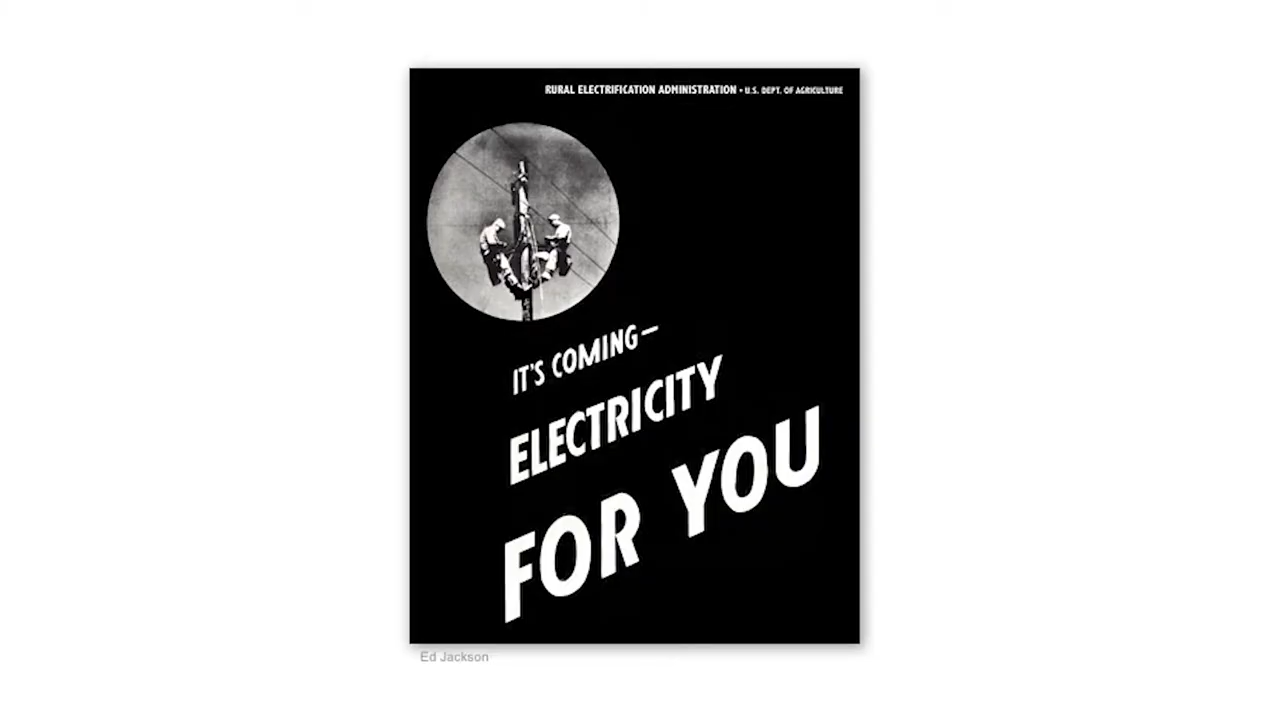 RURAL ELECTRIFICATION ADMINISTRATION • U.S. DEPT. OF AGRICULTURE
IT'S COMING—
ELECTRICITY
FOR YOU
Ed Jackson